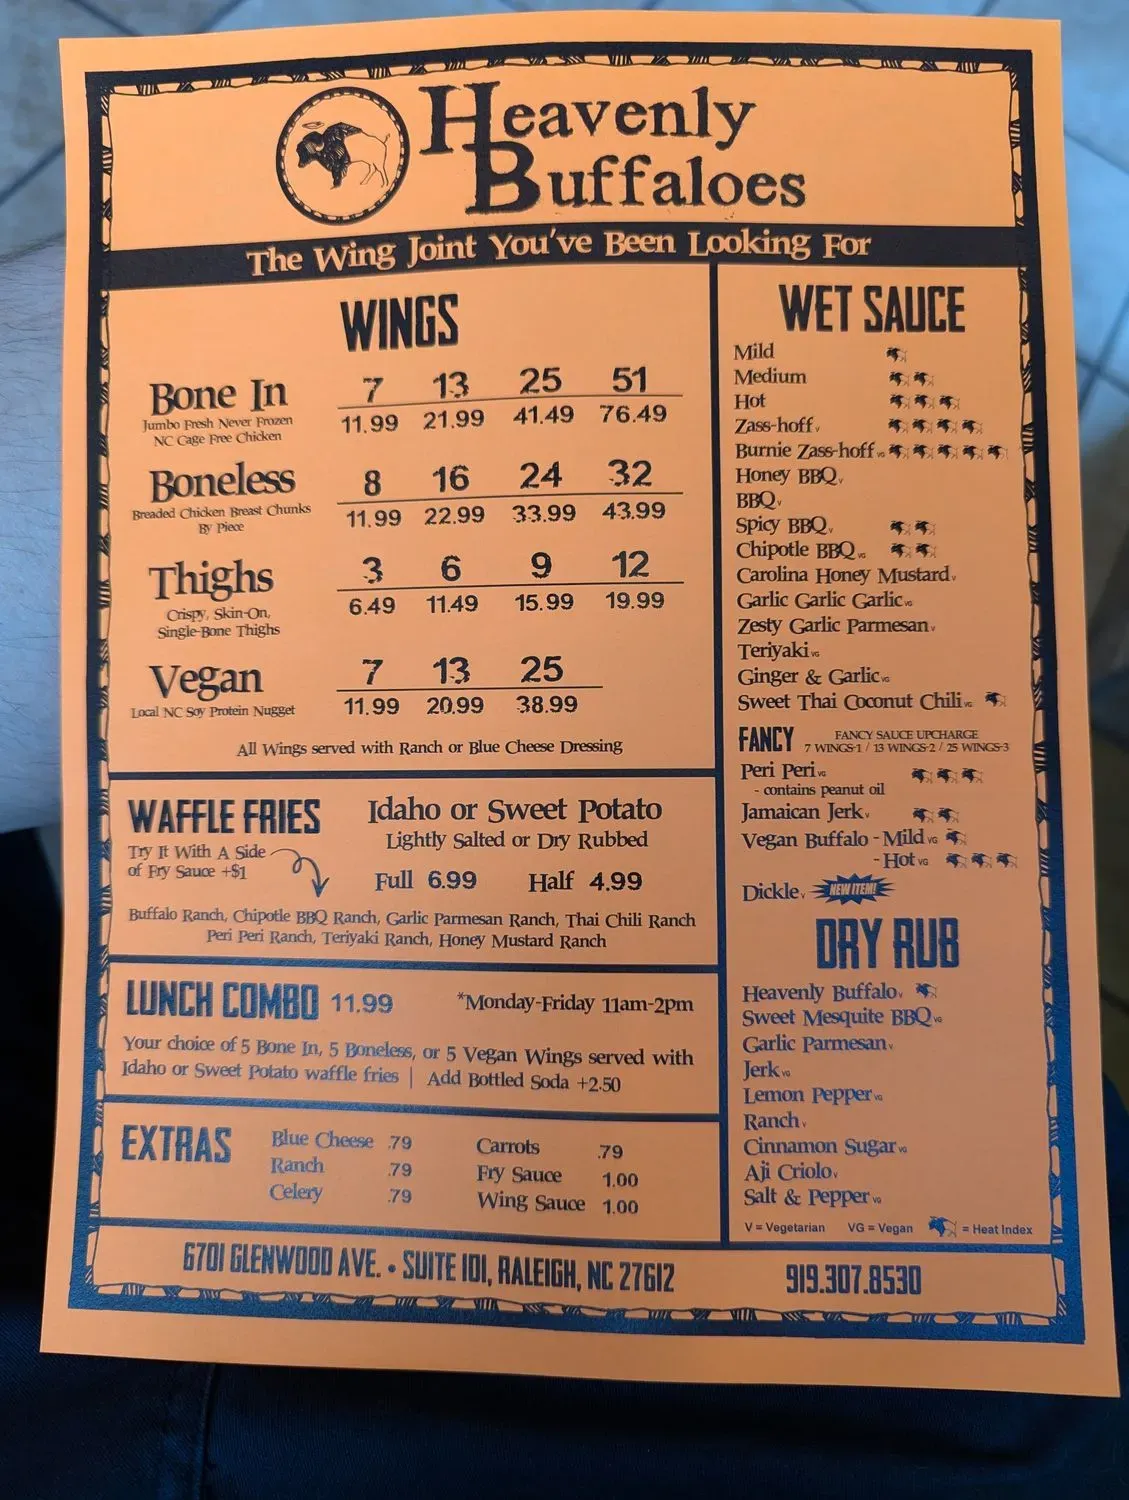 Heavenly
Buffaloes
The Wing Joint You've Been Looking For
WINGS
Bone In
Jumbo Fresh Never Frozen
NC Cage Free Chicken
7 13 25 51
11.99 21.99 41.49 76.49
Boneless
Breaded Chicken Breast Chunks
By Piece
8 16 24 32
11.99 22.99 33.99 43.99
Thighs
Crispy, Skin-On,
Single-Bone Thighs
3 6 9 12
6.49 11.49 15.99 19.99
Vegan
Local NC Soy Protein Nugget
7 13 25
11.99 20.99 38.99
All Wings served with Ranch or Blue Cheese Dressing
WAFFLE FRIES
Try It With A Side
of Fry Sauce +$1
Idaho or Sweet Potato
Lightly Salted or Dry Rubbed
Full 6.99 Half 4.99
Buffalo Ranch, Chipotle BBQ Ranch, Garlic Parmesan Ranch, Thai Chili Ranch
Peri Peri Ranch, Teriyaki Ranch, Honey Mustard Ranch
LUNCH COMBO 11.99 *Monday-Friday 11am-2pm
Your choice of 5 Bone In, 5 Boneless, or 5 Vegan Wings served with
Idaho or Sweet Potato waffle fries | Add Bottled Soda +2.50
EXTRAS
Blue Cheese .79
Ranch .79
Celery .79
Carrots .79
Fry Sauce 1.00
Wing Sauce 1.00
WET SAUCE
Mild
Medium
Hot
Zass-hoff V
Burnie Zass-hoff VG
Honey BBQ V
BBQ V
Spicy BBQ V
Chipotle BBQ VG
Carolina Honey Mustard V
Garlic Garlic Garlic VG
Zesty Garlic Parmesan V
Teriyaki VG
Ginger & Garlic VG
Sweet Thai Coconut Chili VG
FANCY
FANCY SAUCE UPCHARGE
7 WINGS-1 / 13 WINGS-2 / 25 WINGS-3
Peri Peri VG
- contains peanut oil
Jamaican Jerk V
Vegan Buffalo - Mild VG
- Hot VG
Dickle V NEW ITEM!
DRY RUB
Heavenly Buffalo V
Sweet Mesquite BBQ VG
Garlic Parmesan V
Jerk VG
Lemon Pepper VG
Ranch V
Cinnamon Sugar VG
Aji Criolo V
Salt & Pepper VG
V = Vegetarian VG = Vegan = Heat Index
6701 GLENWOOD AVE. • SUITE 101, RALEIGH, NC 27612
919.307.8530